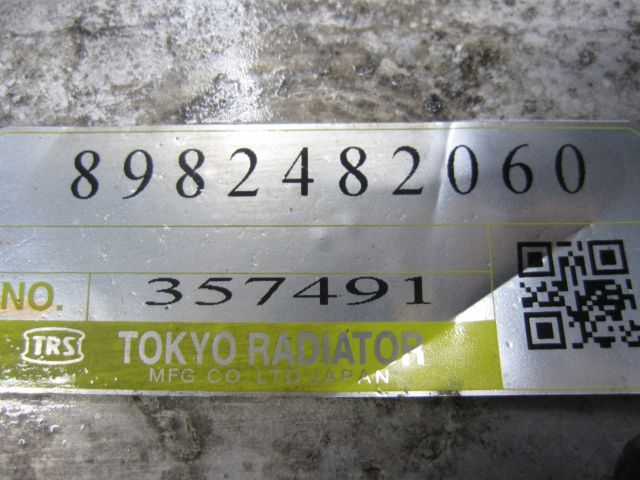 8982482060
NO. 357491
TRS TOKYO RADIATOR
MFG. CO. LTD. JAPAN